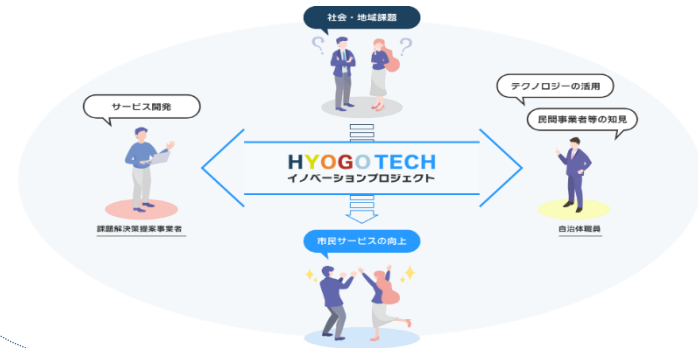 社会・地域課題
テクノロジーの活用
サービス開発
民間事業者等の知見
HYOGO TECH
イノベーションプロジェクト
課題解決策提案事業者
自治体職員
市民サービスの向上